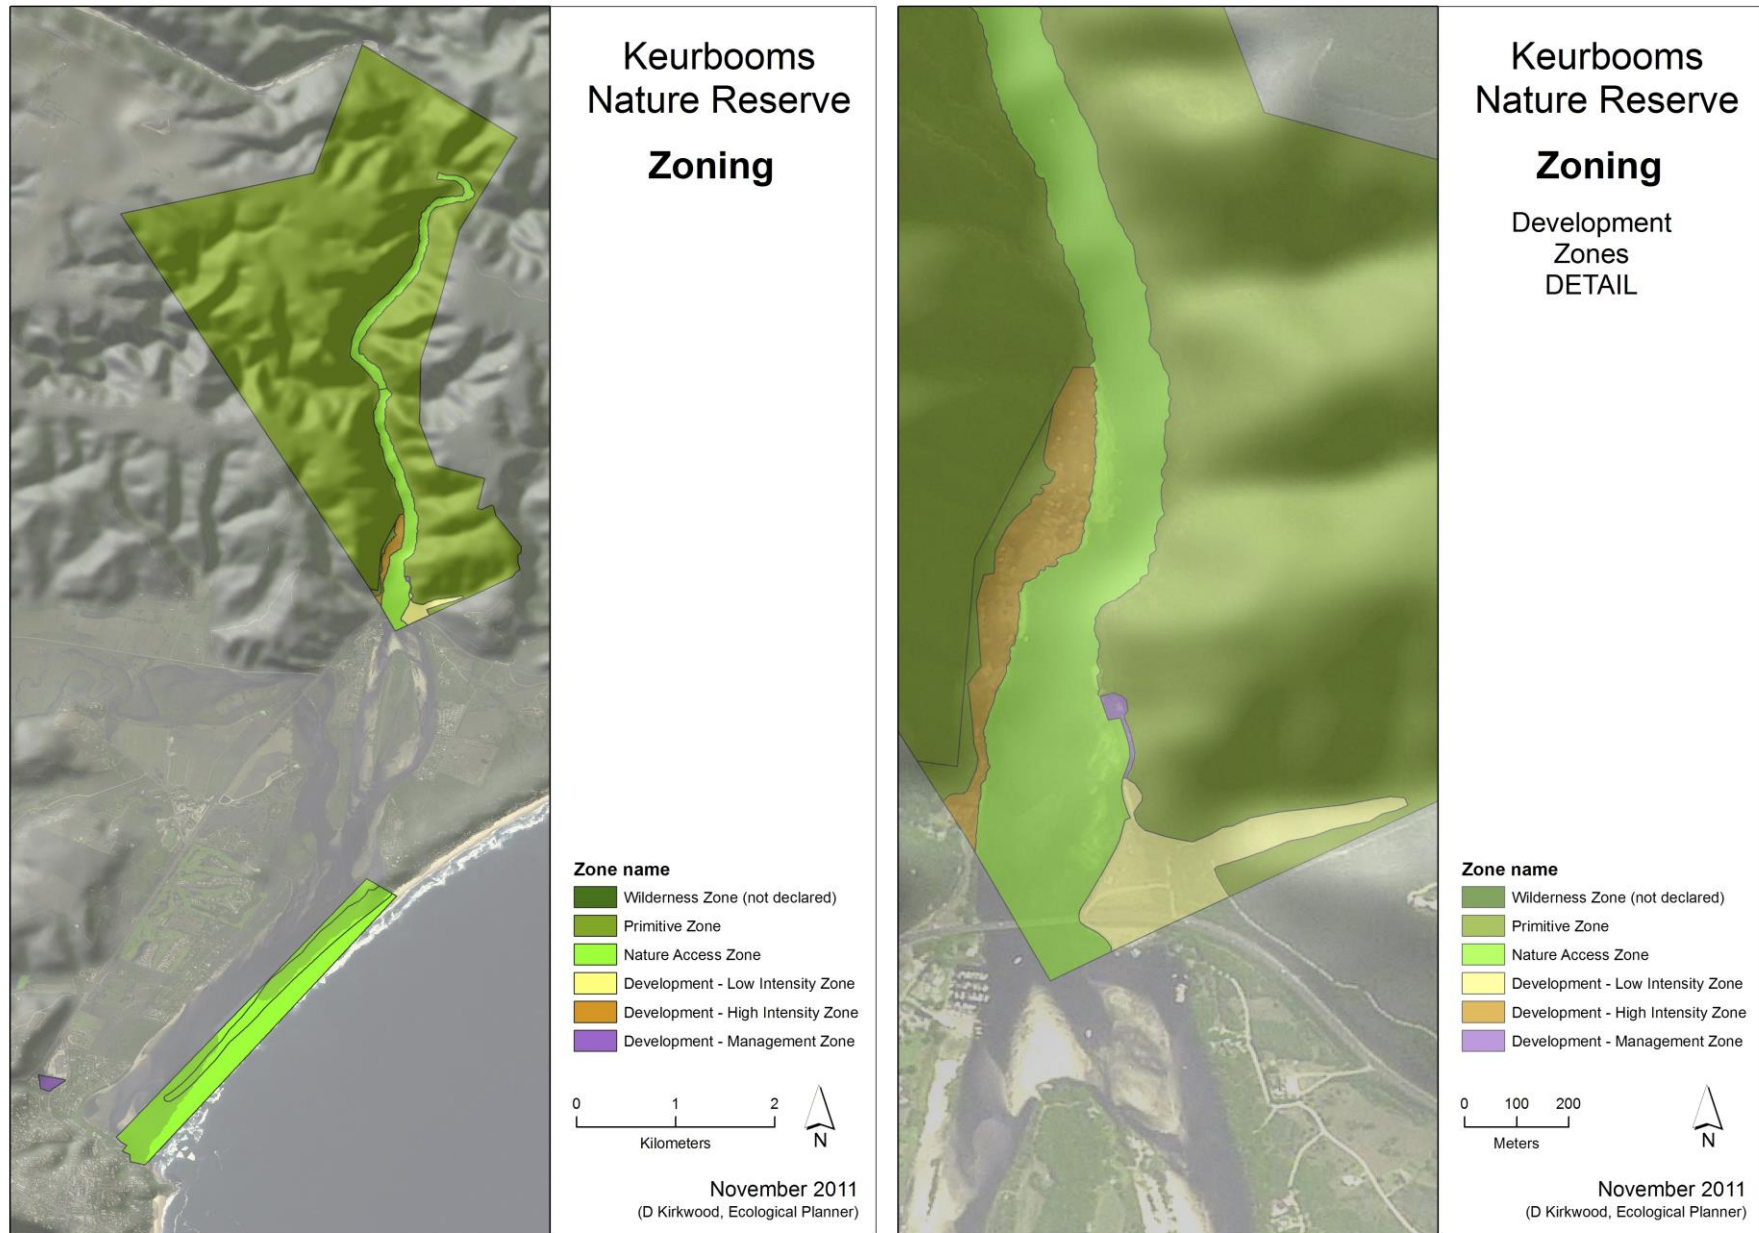 Keurbooms
Nature Reserve
Zoning
Zone name
Wilderness Zone (not declared)
Primitive Zone
Nature Access Zone
Development - Low Intensity Zone
Development - High Intensity Zone
Development - Management Zone
0 1 2
Kilometers
N
November 2011
(D Kirkwood, Ecological Planner)
Keurbooms
Nature Reserve
Zoning
Development
Zones
DETAIL
Zone name
Wilderness Zone (not declared)
Primitive Zone
Nature Access Zone
Development - Low Intensity Zone
Development - High Intensity Zone
Development - Management Zone
0 100 200
Meters
N
November 2011
(D Kirkwood, Ecological Planner)